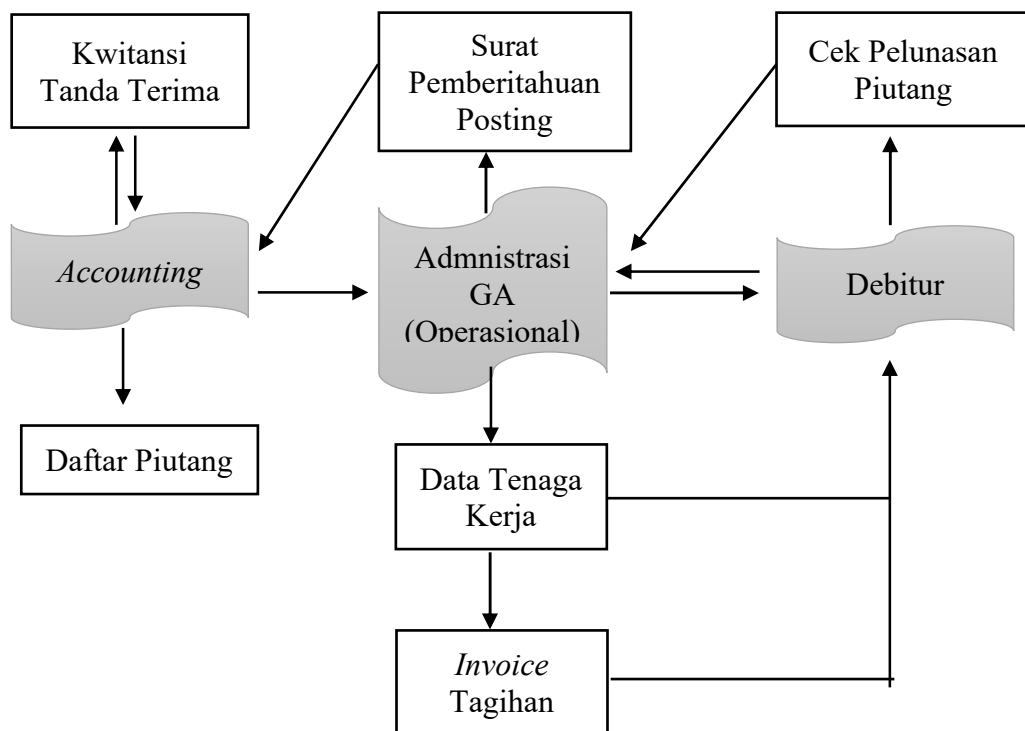 Kwitansi
Tanda Terima
Surat
Pemberitahuan
Posting
Cek Pelunasan
Piutang
Accounting
Admnistrasi
GA
(Operasional)
Debitur
Daftar Piutang
Data Tenaga
Kerja
Invoice
Tagihan